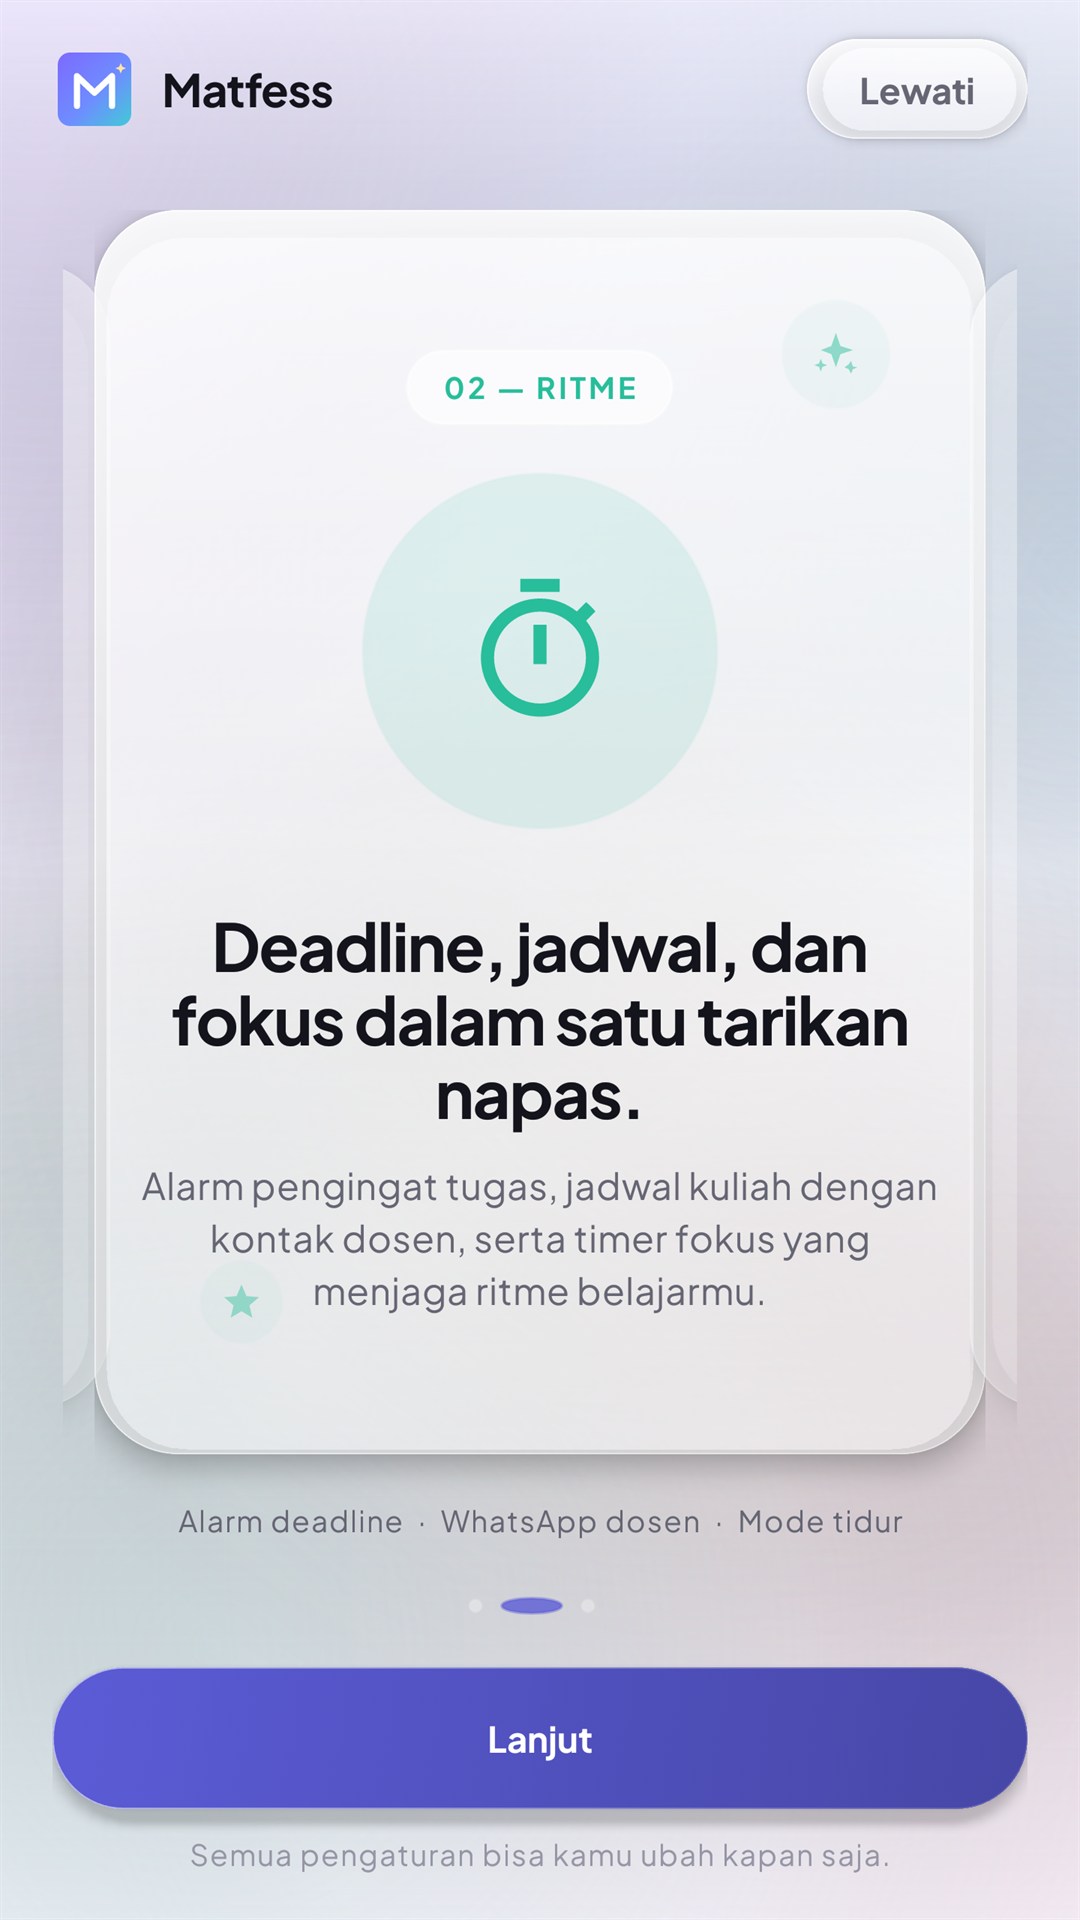 Matfess
Lewati
02 — RITME
Deadline, jadwal, dan
fokus dalam satu tarikan
napas.
Alarm pengingat tugas, jadwal kuliah dengan
kontak dosen, serta timer fokus yang
menjaga ritme belajarmu.
Alarm deadline · WhatsApp dosen · Mode tidur
Lanjut
Semua pengaturan bisa kamu ubah kapan saja.